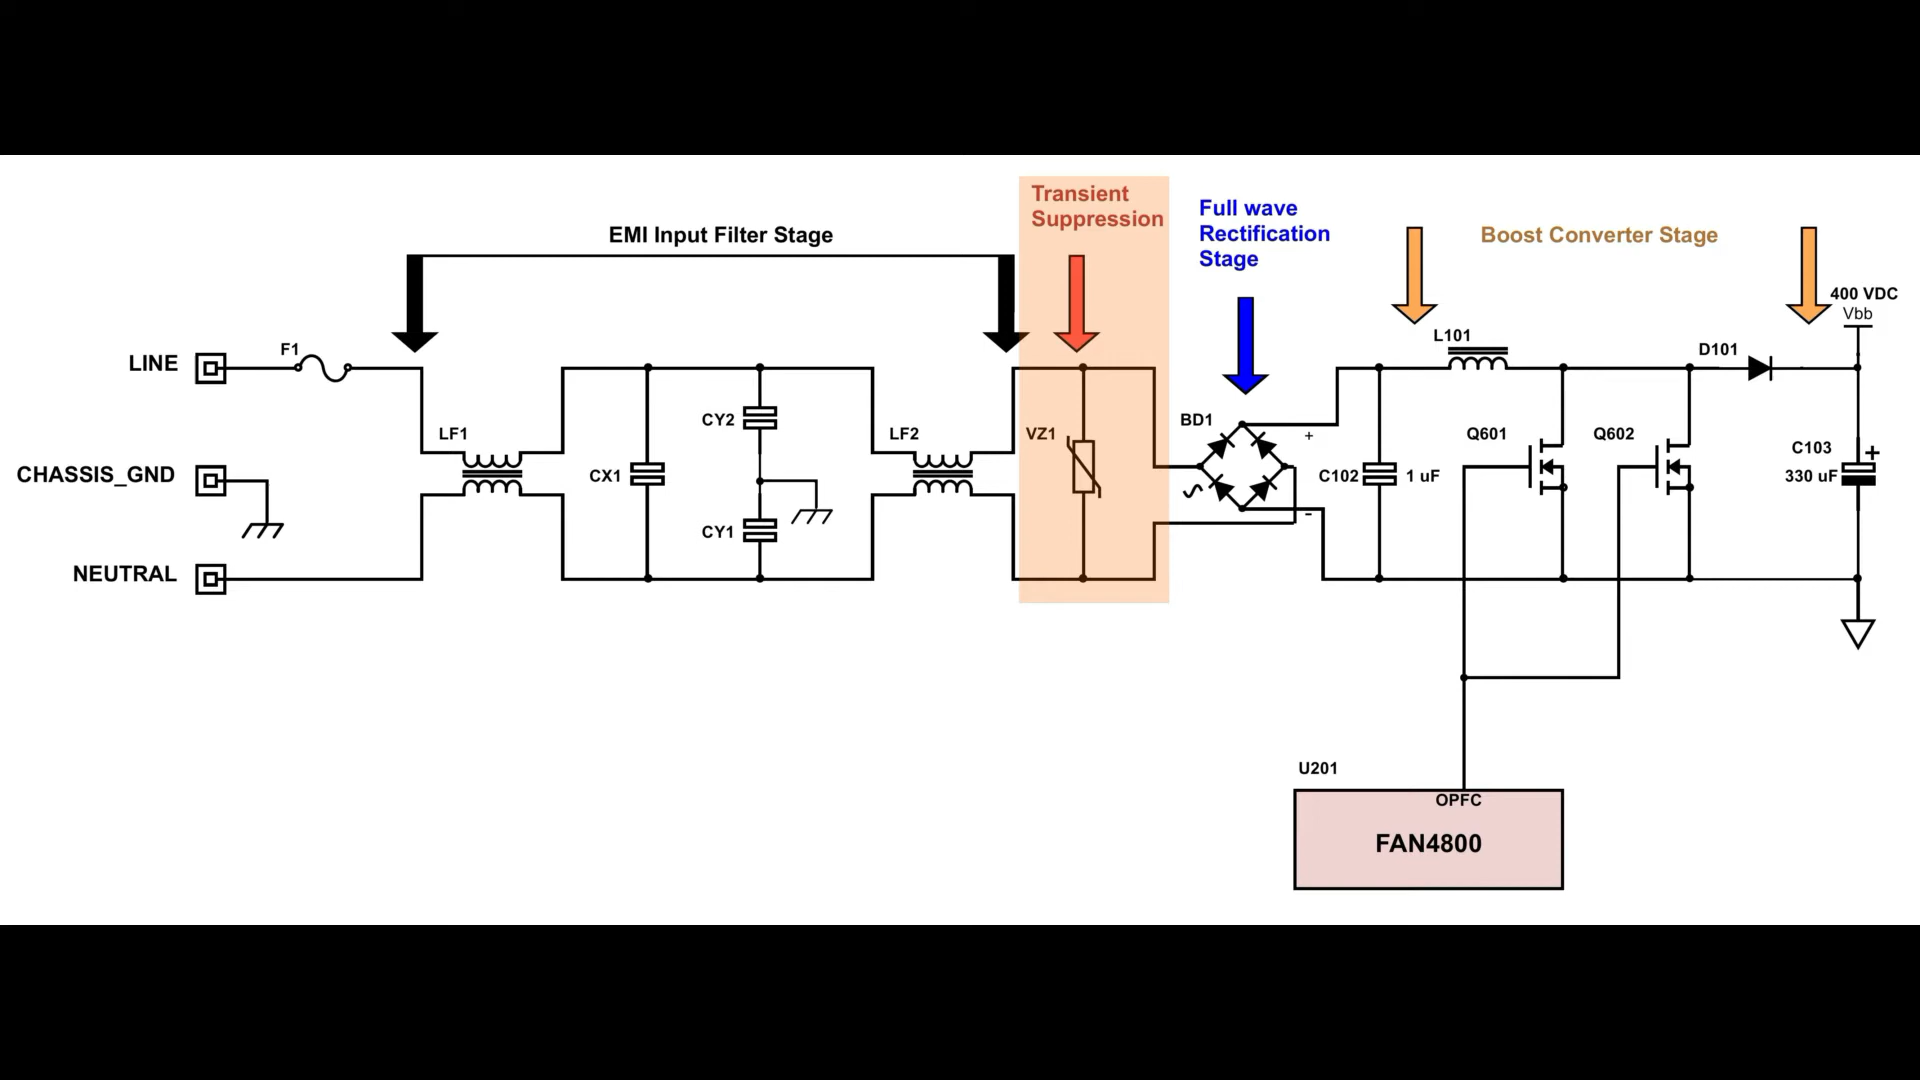 Transient
Suppression
Full wave
Rectification
Stage
EMI Input Filter Stage
Boost Converter Stage
400 VDC
Vbb
L101
F1
D101
LINE
CY2
LF1
LF2
VZ1
BD1
+
Q601
Q602
C103
+
CHASSIS_GND
CX1
C102
1 uF
330 uF
-
CY1
NEUTRAL
U201
OPFC
FAN4800